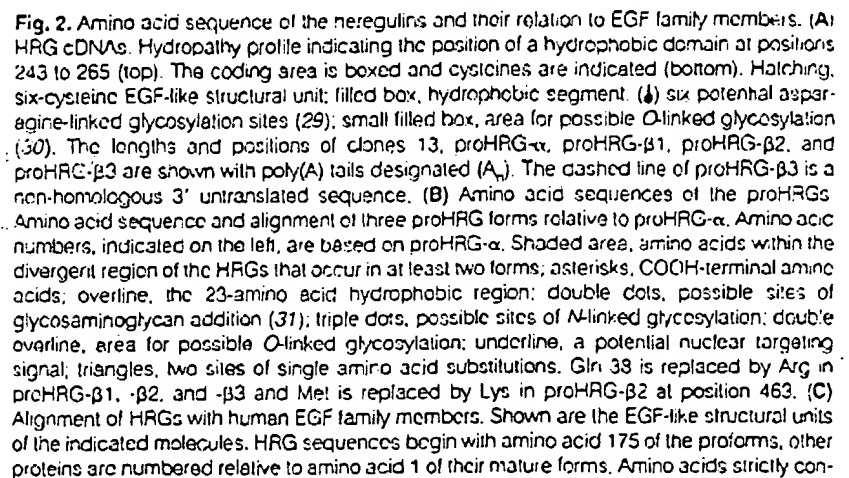 Fig. 2. Amino acid sequence of the neregulins and their relation to EGF family members. (A)
HRG cDNAs. Hydropathy profile indicating the position of a hydrophobic domain at positions
243 to 265 (top). The coding area is boxed and cysteines are indicated (bottom). Hatching,
six-cysteine EGF-like structural unit; filled box, hydrophobic segment. (⧫) six potential aspar-
agine-linked glycosylation sites (29); small filled box, area for possible O-linked glycosylation
(30). The lengths and positions of clones 13, proHRG-α, proHRG-β1, proHRG-β2, and
proHRG-β3 are shown with poly(A) tails designated (Aₙ). The dashed line of proHRG-β3 is a
non-homologous 3' untranslated sequence. (B) Amino acid sequences of the proHRGs
Amino acid sequence and alignment of three proHRG forms relative to proHRG-α. Amino acid
numbers, indicated on the left, are based on proHRG-α. Shaded area, amino acids within the
divergent region of the HRGs that occur in at least two forms; asterisks, COOH-terminal amino
acids; overline, the 23-amino acid hydrophobic region; double dots, possible sites of
glycosaminoglycan addition (31); triple dots, possible sites of N-linked glycosylation; double
overline, area for possible O-linked glycosylation; underline, a potential nuclear targeting
signal; triangles, two sites of single amino acid substitutions. Gln 38 is replaced by Arg in
proHRG-β1, -β2, and -β3 and Met is replaced by Lys in proHRG-β2 at position 463. (C)
Alignment of HRGs with human EGF family members. Shown are the EGF-like structural units
of the indicated molecules. HRG sequences begin with amino acid 175 of the proforms, other
proteins are numbered relative to amino acid 1 of their mature forms. Amino acids strictly con-